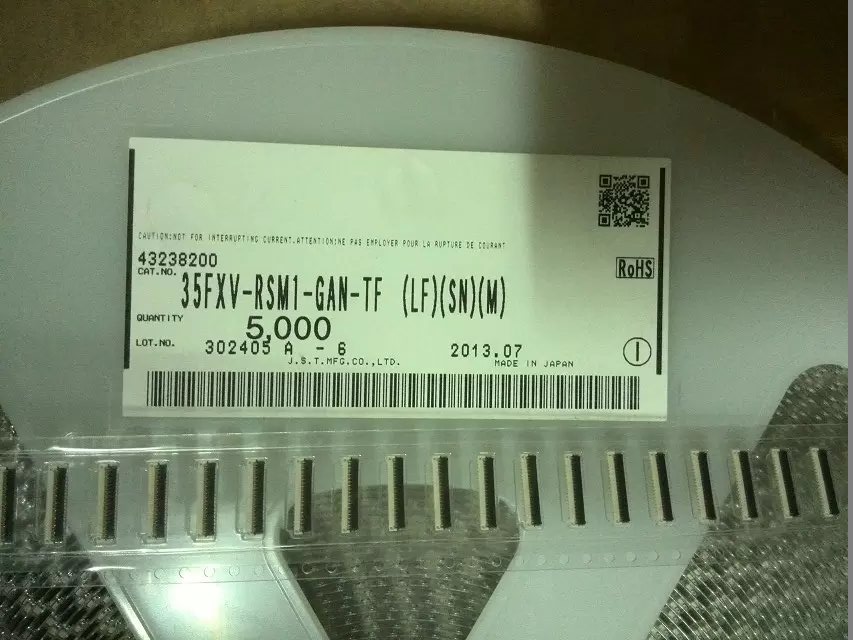 CAUTION:NOT FOR INTERRUPTING CURRENT.ATTENTION:NE PAS EMPLOYER POUR LA RUPTURE DE COURANT
43238200
RoHS
CAT.NO. 35FXV-RSM1-GAN-TF (LF)(SN)(M)
QUANTITY 5,000
LOT.NO. 302405 A - 6 2013.07
J.S.T.MFG.CO.,LTD. MADE IN JAPAN